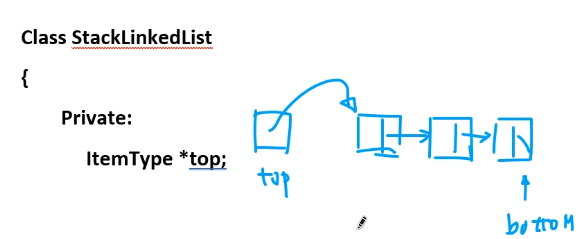 Class StackLinkedList
{
Private:
ItemType *top;
top
bottom